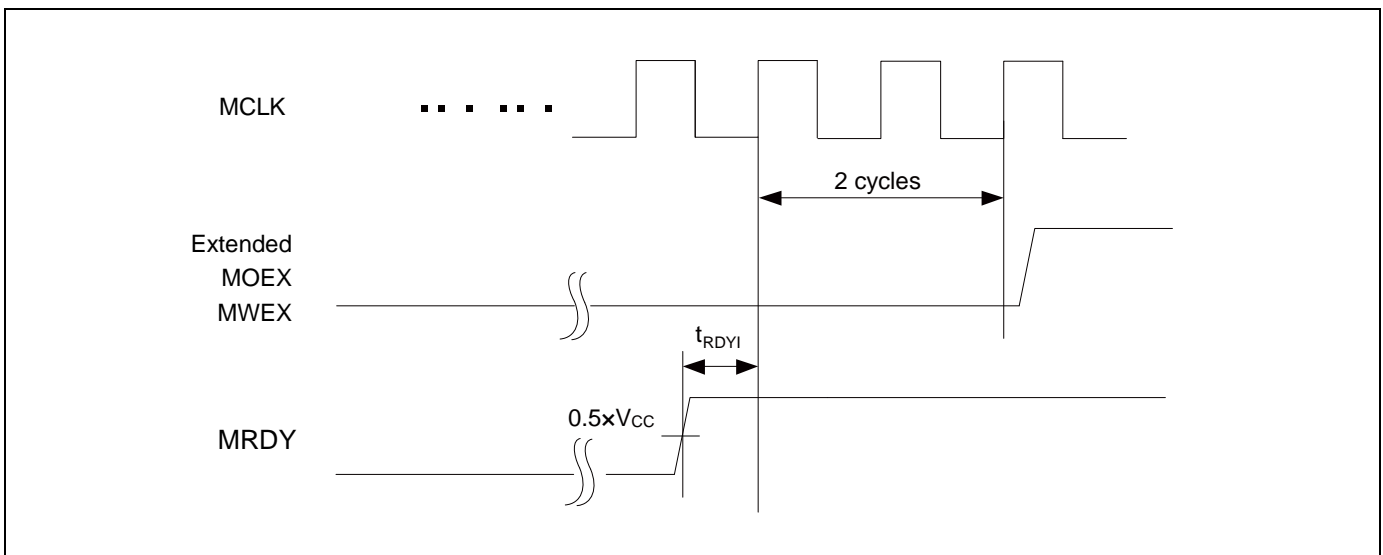 MCLK
2 cycles
Extended
MOEX
MWEX
tRDYI
0.5×VCC
MRDY